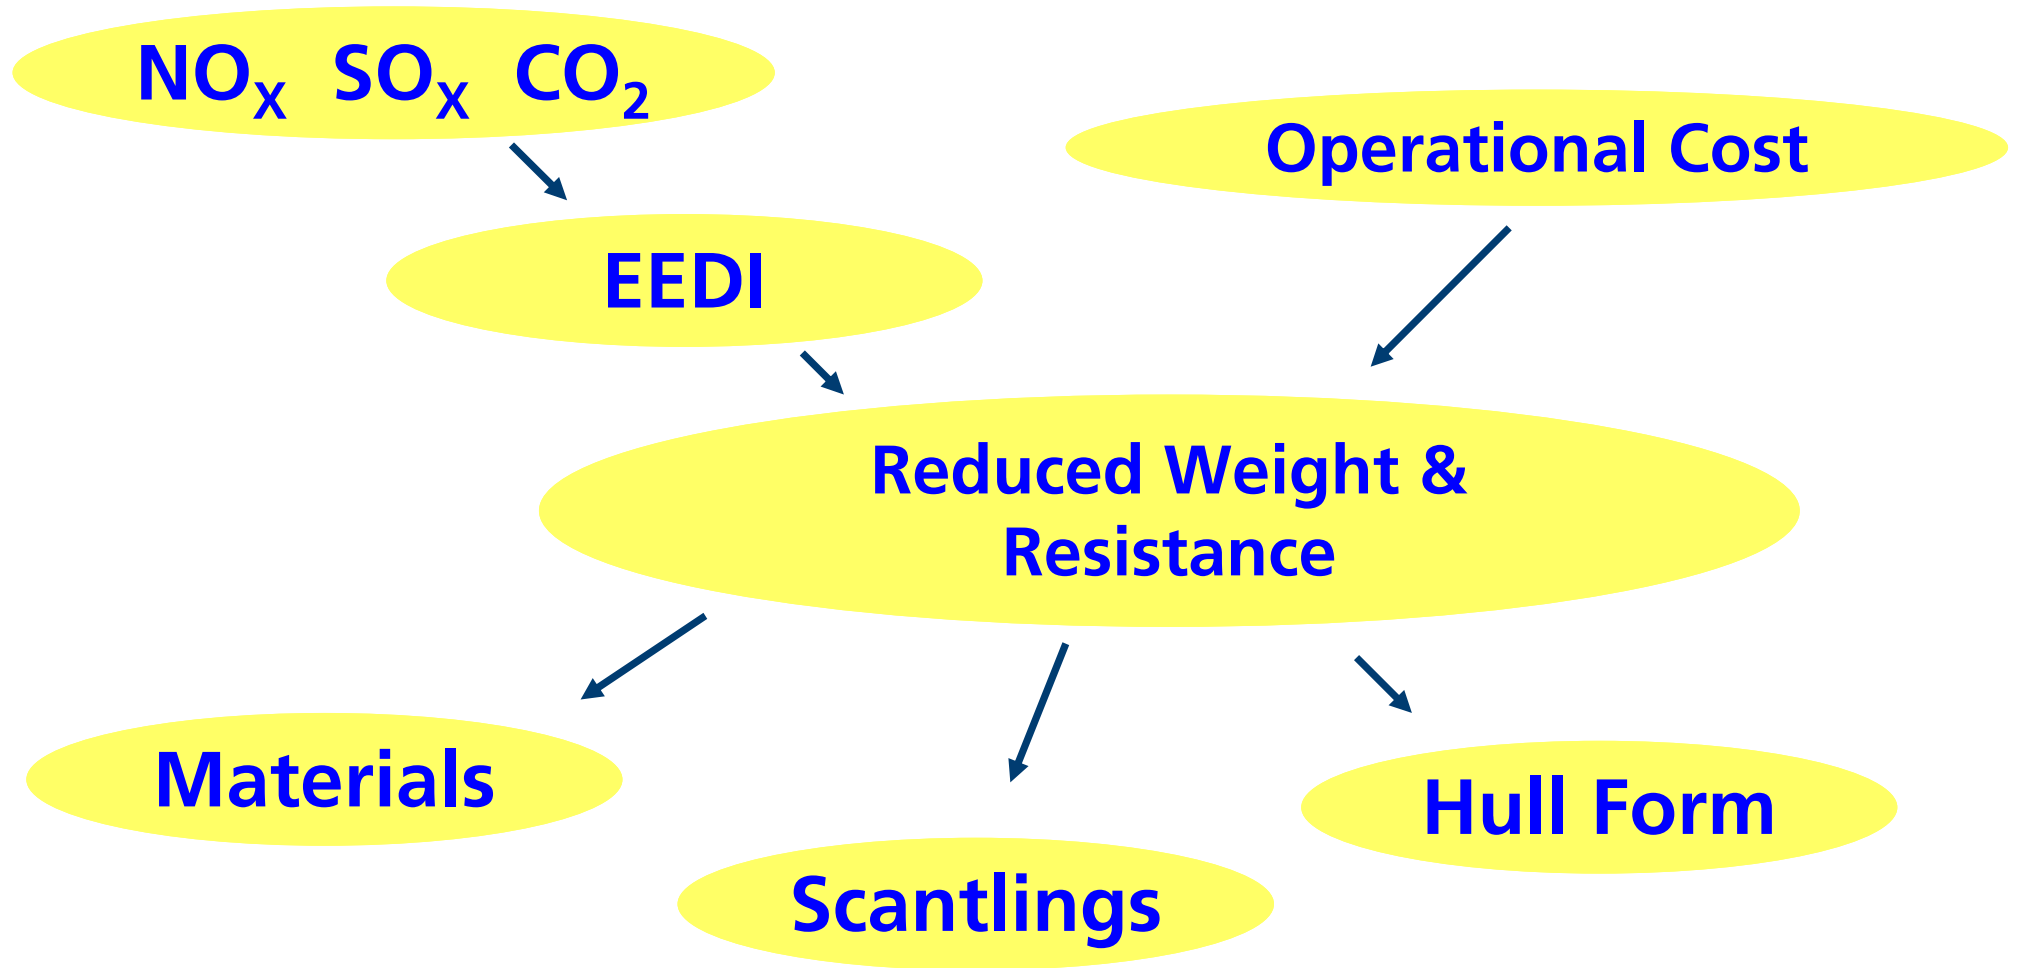 NOX SOX CO2
Operational Cost
EEDI
Reduced Weight &
Resistance
Materials
Hull Form
Scantlings